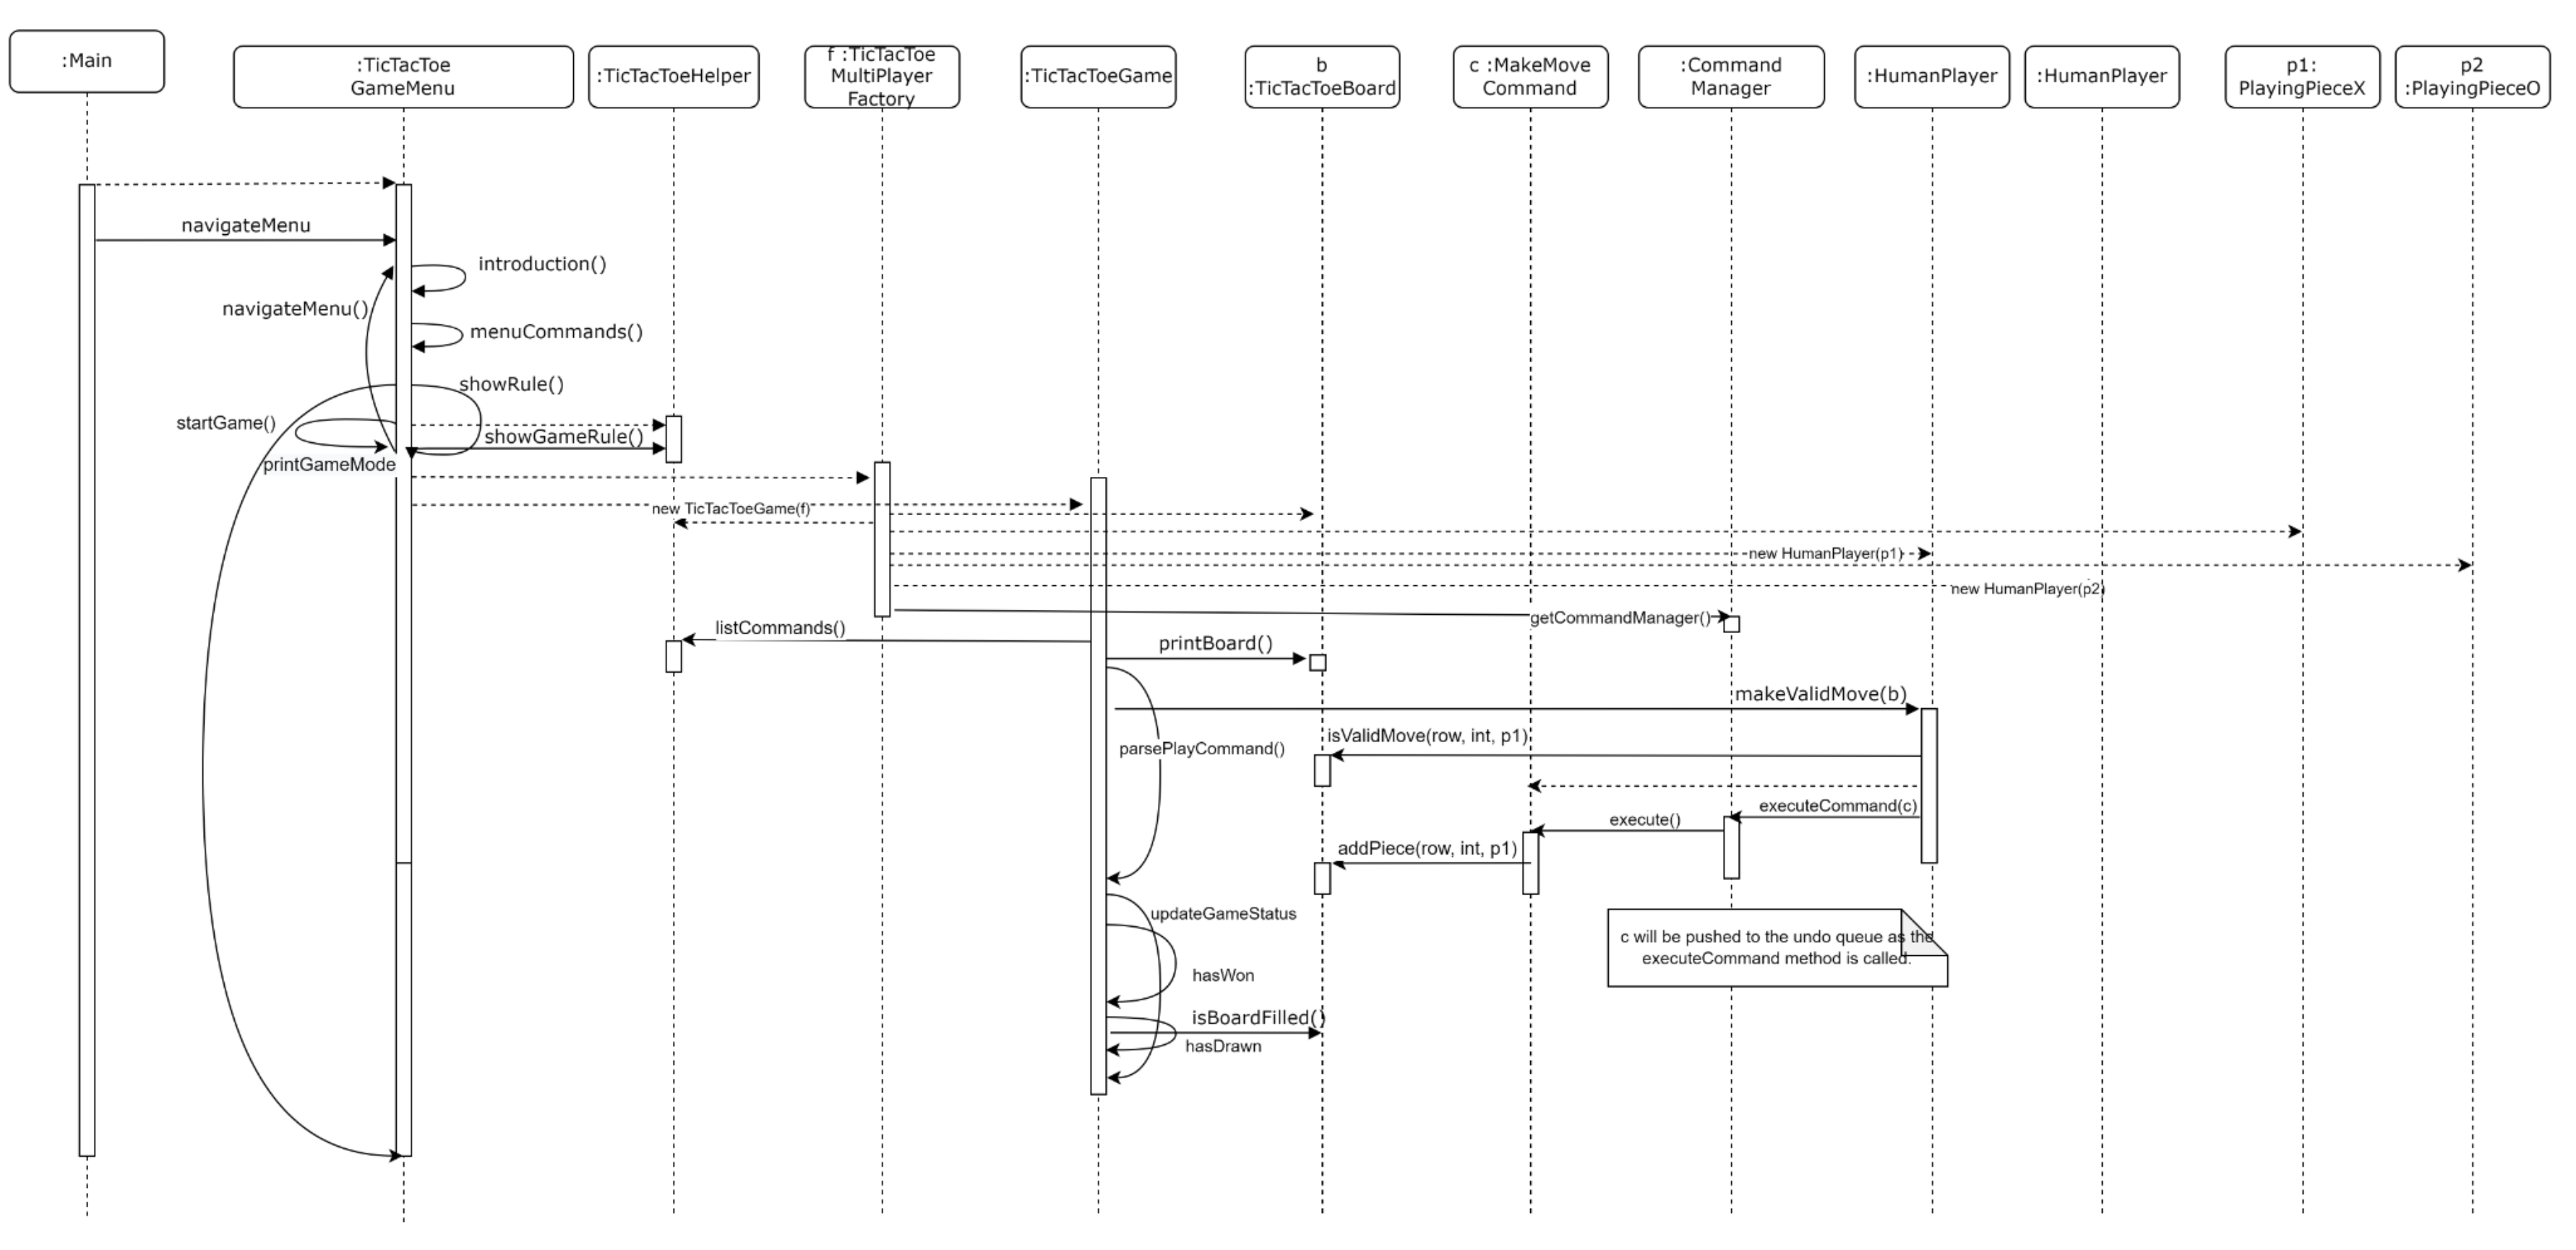 :Main
:TicTacToe
GameMenu
:TicTacToeHelper
f :TicTacToe
MultiPlayer
Factory
:TicTacToeGame
b
:TicTacToeBoard
c :MakeMove
Command
:Command
Manager
:HumanPlayer
:HumanPlayer
p1:
PlayingPieceX
p2
:PlayingPieceO
navigateMenu
introduction()
navigateMenu()
menuCommands()
showRule()
startGame()
showGameRule()
printGameMode
new TicTacToeGame(f)
new HumanPlayer(p1)
new HumanPlayer(p2)
getCommandManager()
listCommands()
printBoard()
makeValidMove(b)
isValidMove(row, int, p1)
parsePlayCommand()
executeCommand(c)
execute()
addPiece(row, int, p1)
updateGameStatus
c will be pushed to the undo queue as the
executeCommand method is called.
hasWon
isBoardFilled()
hasDrawn